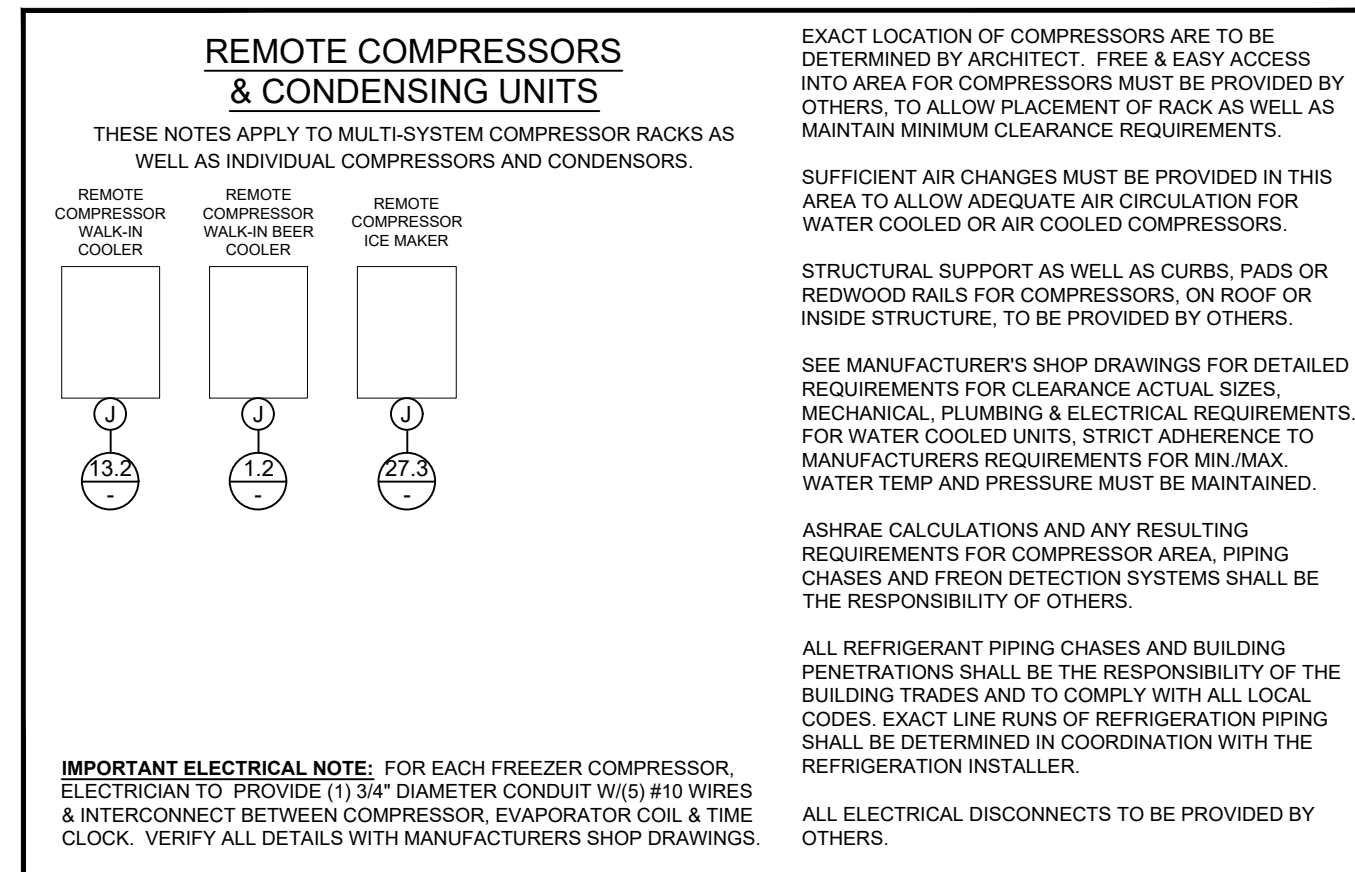 REMOTE COMPRESSORS
& CONDENSING UNITS
THESE NOTES APPLY TO MULTI-SYSTEM COMPRESSOR RACKS AS
WELL AS INDIVIDUAL COMPRESSORS AND CONDENSORS.
REMOTE
COMPRESSOR
WALK-IN
COOLER
J
13.2
-
REMOTE
COMPRESSOR
WALK-IN BEER
COOLER
J
1.2
-
REMOTE
COMPRESSOR
ICE MAKER
J
27.3
-
IMPORTANT ELECTRICAL NOTE: FOR EACH FREEZER COMPRESSOR,
ELECTRICIAN TO PROVIDE (1) 3/4" DIAMETER CONDUIT W/(5) #10 WIRES
& INTERCONNECT BETWEEN COMPRESSOR, EVAPORATOR COIL & TIME
CLOCK. VERIFY ALL DETAILS WITH MANUFACTURERS SHOP DRAWINGS.
EXACT LOCATION OF COMPRESSORS ARE TO BE
DETERMINED BY ARCHITECT. FREE & EASY ACCESS
INTO AREA FOR COMPRESSORS MUST BE PROVIDED BY
OTHERS, TO ALLOW PLACEMENT OF RACK AS WELL AS
MAINTAIN MINIMUM CLEARANCE REQUIREMENTS.
SUFFICIENT AIR CHANGES MUST BE PROVIDED IN THIS
AREA TO ALLOW ADEQUATE AIR CIRCULATION FOR
WATER COOLED OR AIR COOLED COMPRESSORS.
STRUCTURAL SUPPORT AS WELL AS CURBS, PADS OR
REDWOOD RAILS FOR COMPRESSORS, ON ROOF OR
INSIDE STRUCTURE, TO BE PROVIDED BY OTHERS.
SEE MANUFACTURER'S SHOP DRAWINGS FOR DETAILED
REQUIREMENTS FOR CLEARANCE ACTUAL SIZES,
MECHANICAL, PLUMBING & ELECTRICAL REQUIREMENTS.
FOR WATER COOLED UNITS, STRICT ADHERENCE TO
MANUFACTURERS REQUIREMENTS FOR MIN./MAX.
WATER TEMP AND PRESSURE MUST BE MAINTAINED.
ASHRAE CALCULATIONS AND ANY RESULTING
REQUIREMENTS FOR COMPRESSOR AREA, PIPING
CHASES AND FREON DETECTION SYSTEMS SHALL BE
THE RESPONSIBILITY OF OTHERS.
ALL REFRIGERANT PIPING CHASES AND BUILDING
PENETRATIONS SHALL BE THE RESPONSIBILITY OF THE
BUILDING TRADES AND TO COMPLY WITH ALL LOCAL
CODES. EXACT LINE RUNS OF REFRIGERATION PIPING
SHALL BE DETERMINED IN COORDINATION WITH THE
REFRIGERATION INSTALLER.
ALL ELECTRICAL DISCONNECTS TO BE PROVIDED BY
OTHERS.